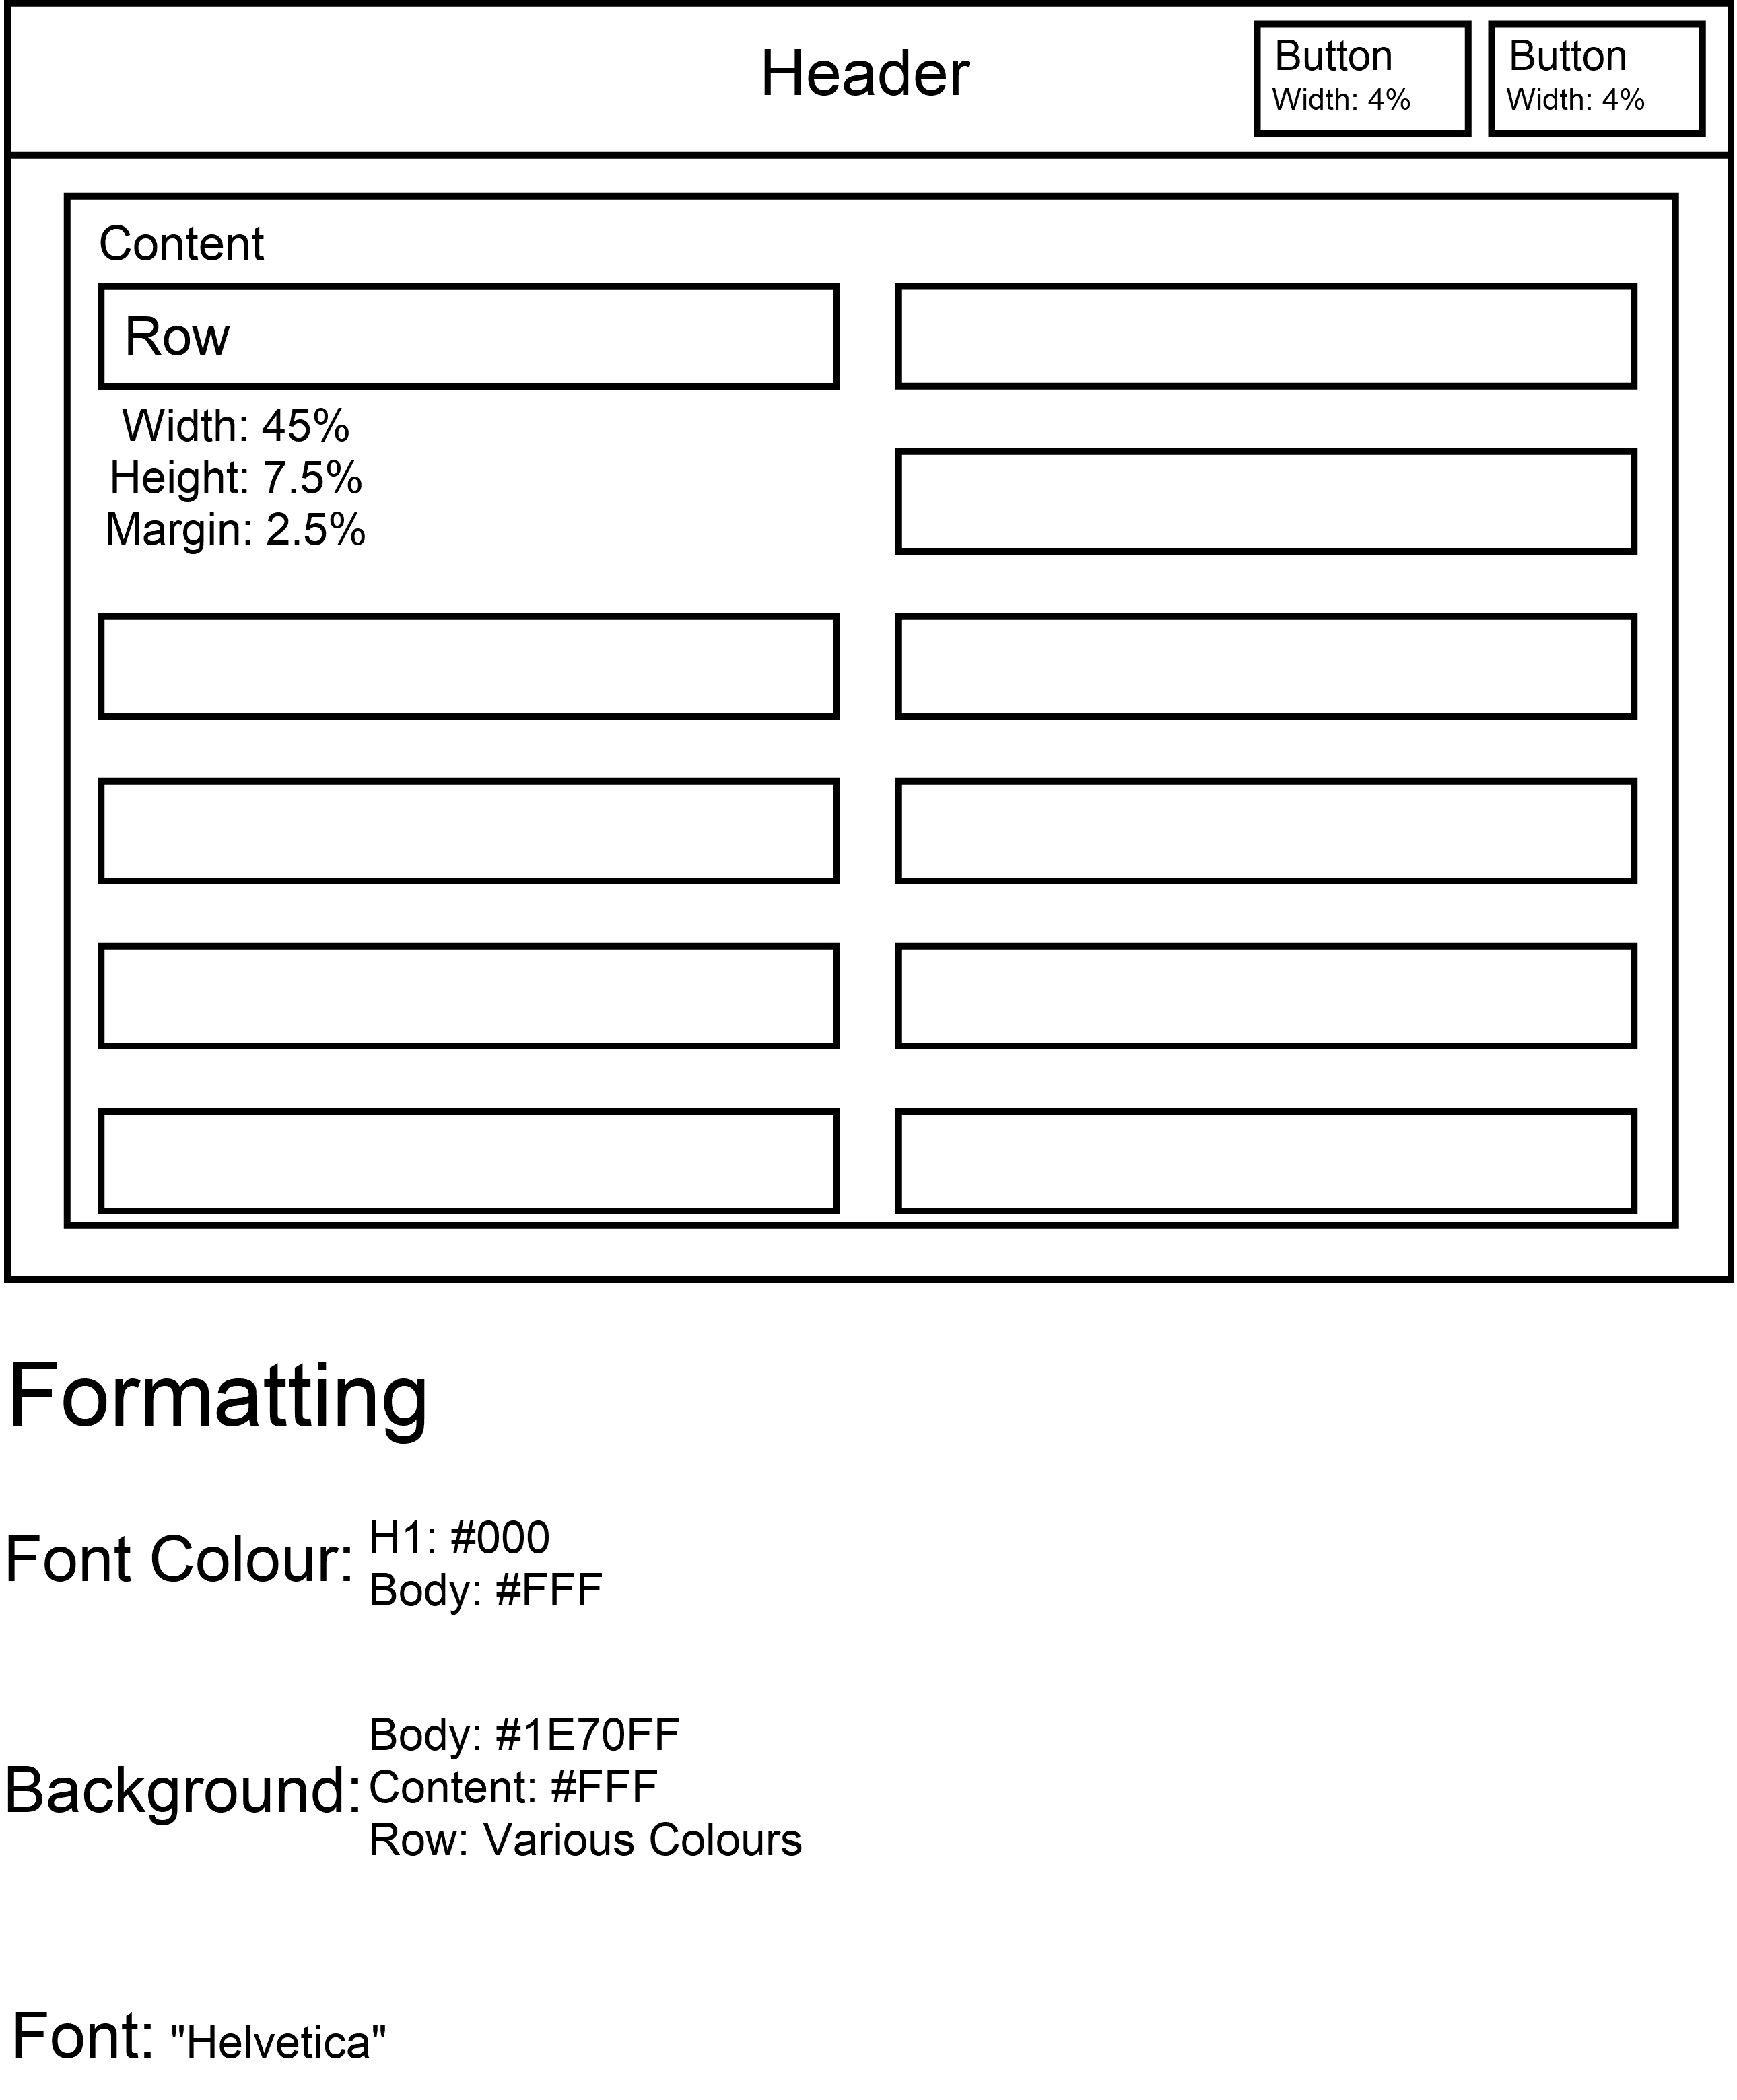 Header
Button
Width: 4%
Button
Width: 4%
Content
Row
Width: 45%
Height: 7.5%
Margin: 2.5%
Formatting
Font Colour:
H1: #000
Body: #FFF
Background:
Body: #1E70FF
Content: #FFF
Row: Various Colours
Font: "Helvetica"